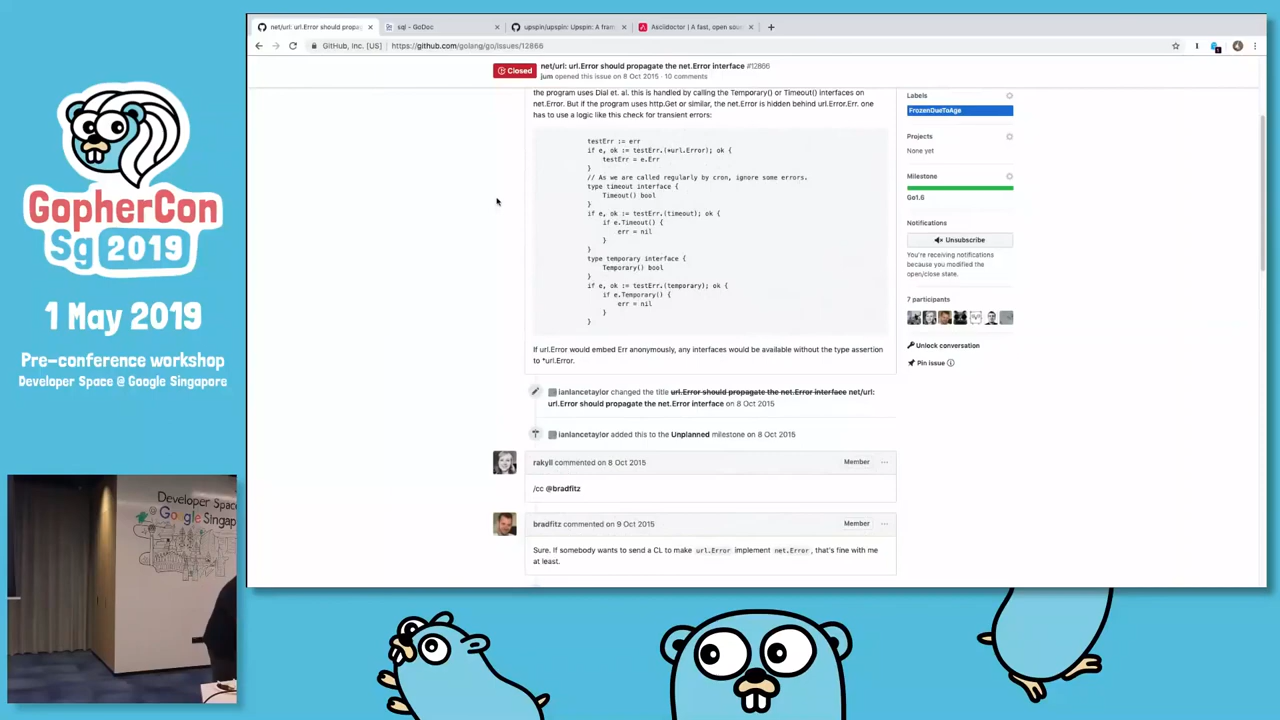 net/url: url.Error should propag
sql - GoDoc
upspin/upspin: Upspin: A fram
Asciidoctor | A fast, open sou
GitHub, Inc. [US]
https://github.com/golang/go/issues/12866
Closed
net/url: url.Error should propagate the net.Error interface #12866
jum opened this issue on 8 Oct 2015 · 10 comments
the program uses Dial et. al. this is handled by calling the Temporary() or Timeout() interfaces on
net.Error. But if the program uses http.Get or similar, the net.Error is hidden behind url.Error.Err. one
has to use a logic like this check for transient errors:
testErr := err
if e, ok := testErr.(*url.Error); ok {
testErr = e.Err
}
// As we are called regularly by cron, ignore some errors.
type timeout interface {
Timeout() bool
}
if e, ok := testErr.(timeout); ok {
if e.Timeout() {
err = nil
}
}
type temporary interface {
Temporary() bool
}
if e, ok := testErr.(temporary); ok {
if e.Temporary() {
err = nil
}
}
If url.Error would embed Err anonymously, any interfaces would be available without the type assertion
to *url.Error.
ianlancetaylor changed the title url.Error should propagate the net.Error interface net/url:
url.Error should propagate the net.Error interface on 8 Oct 2015
ianlancetaylor added this to the Unplanned milestone on 8 Oct 2015
rakyll commented on 8 Oct 2015
Member
/cc @bradfitz
bradfitz commented on 9 Oct 2015
Member
Sure. If somebody wants to send a CL to make url.Error implement net.Error, that's fine with me
at least.
Labels
FrozenDueToAge
Projects
None yet
Milestone
Go1.6
Notifications
Unsubscribe
You're receiving notifications
because you modified the
open/close state.
7 participants
Unlock conversation
Pin issue
GopherCon
Sg 2019
1 May 2019
Pre-conference workshop
Developer Space @ Google Singapore
Developer Spac
Google Singap